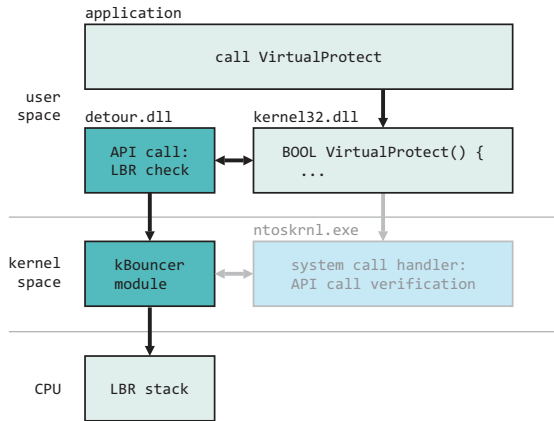 application
call VirtualProtect
user
space
detour.dll
kernel32.dll
API call:
LBR check
BOOL VirtualProtect() {
...
ntoskrnl.exe
kernel
space
kBouncer
module
system call handler:
API call verification
CPU
LBR stack